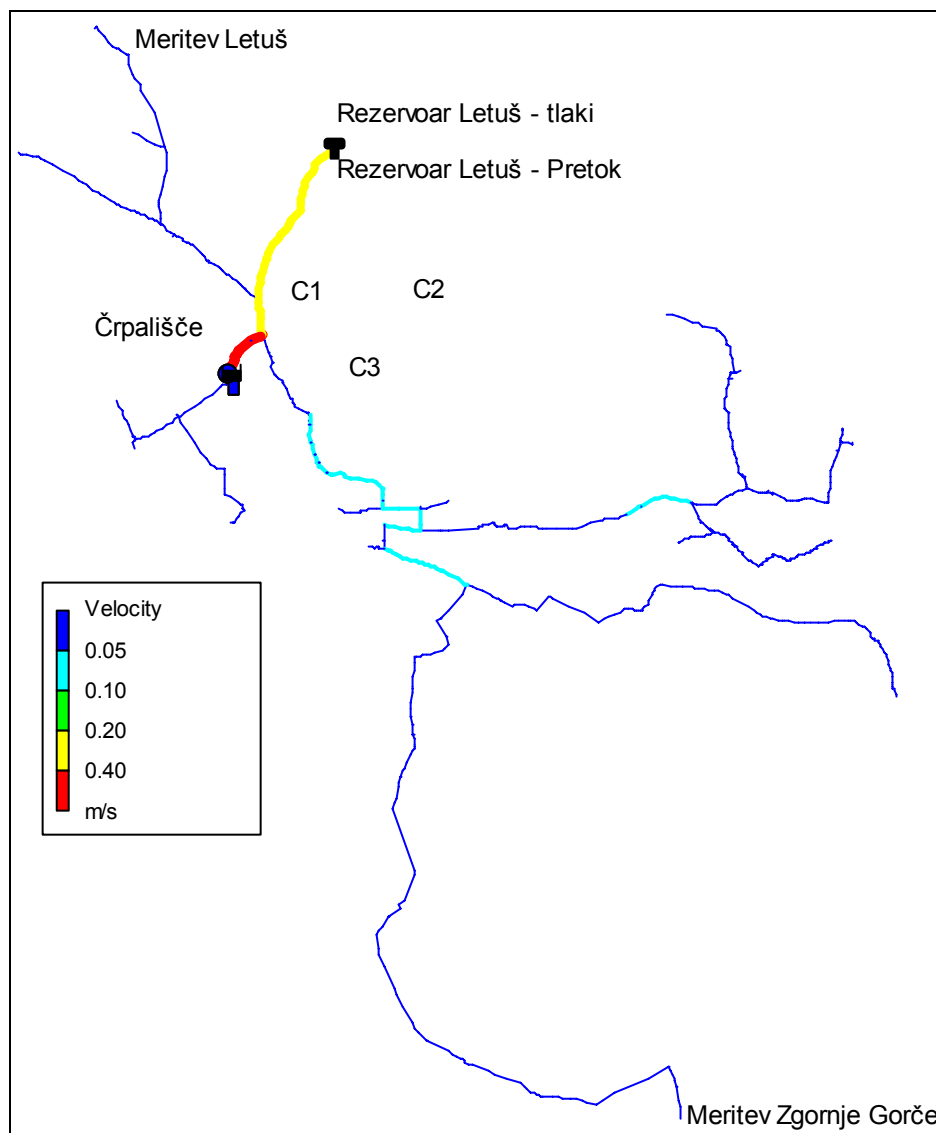 Meritev Letuš
Rezervoar Letuš - tlaki
Rezervoar Letuš - Pretok
C1
C2
Črpališče
C3
Velocity
0.05
0.10
0.20
0.40
m/s
Meritev Zgornje Gorče